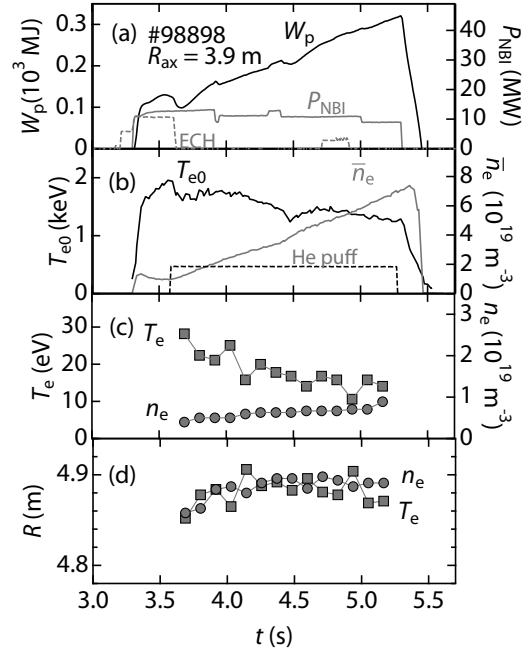 (a) #98898
R_ax = 3.9 m
W_p
P_NBI
ECH
W_p (10^3 MJ)
0.3
0.2
0.1
0
P_NBI (MW)
40
30
20
10
0
(b) T_e0
n̅_e
He puff
T_e0 (keV)
2
1
0
n̅_e (10^19 m^-3)
8
6
4
2
0
(c) T_e
n_e
T_e (eV)
30
20
10
0
n_e (10^19 m^-3)
3
2
1
0
(d)
n_e
T_e
R (m)
4.9
4.8
3.0 3.5 4.0 4.5 5.0 5.5
t (s)